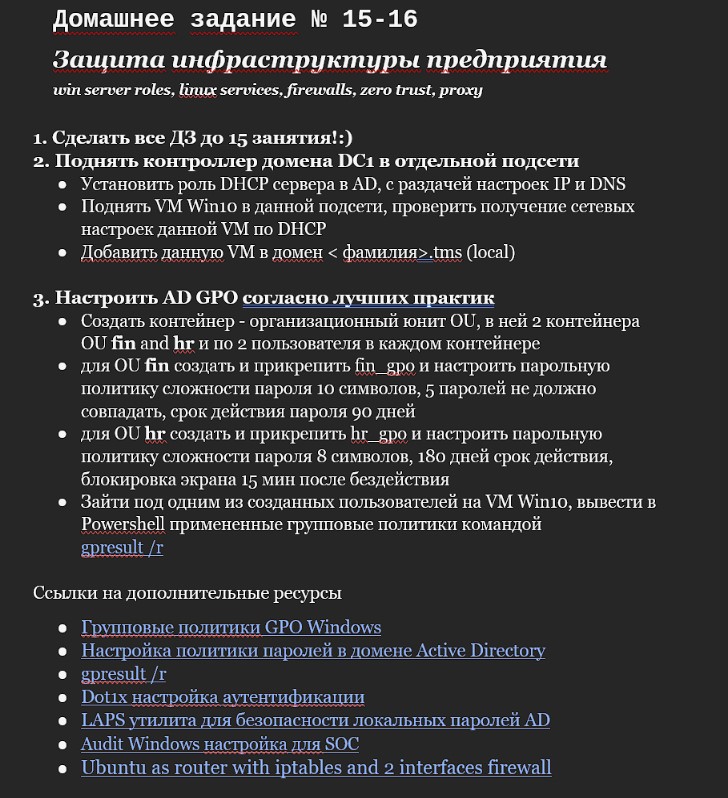 Домашнее задание № 15-16
Защита инфраструктуры предприятия
win server roles, linux services, firewalls, zero trust, proxy
1. Сделать все ДЗ до 15 занятия!:)
2. Поднять контроллер домена DC1 в отдельной подсети
● Установить роль DHCP сервера в AD, с раздачей настроек IP и DNS
● Поднять VM Win10 в данной подсети, проверить получение сетевых
настроек данной VM по DHCP
● Добавить данную VM в домен < фамилия>.tms (local)
3. Настроить AD GPO согласно лучших практик
● Создать контейнер - организационный юнит OU, в ней 2 контейнера
OU fin and hr и по 2 пользователя в каждом контейнере
● для OU fin создать и прикрепить fin_gpo и настроить парольную
политику сложности пароля 10 символов, 5 паролей не должно
совпадать, срок действия пароля 90 дней
● для OU hr создать и прикрепить hr_gpo и настроить парольную
политику сложности пароля 8 символов, 180 дней срок действия,
блокировка экрана 15 мин после бездействия
● Зайти под одним из созданных пользователей на VM Win10, вывести в
Powershell примененные групповые политики командой
gpresult /r
Ссылки на дополнительные ресурсы
● Групповые политики GPO Windows
● Настройка политики паролей в домене Active Directory
● gpresult /r
● Dot1x настройка аутентификации
● LAPS утилита для безопасности локальных паролей AD
● Audit Windows настройка для SOC
● Ubuntu as router with iptables and 2 interfaces firewall